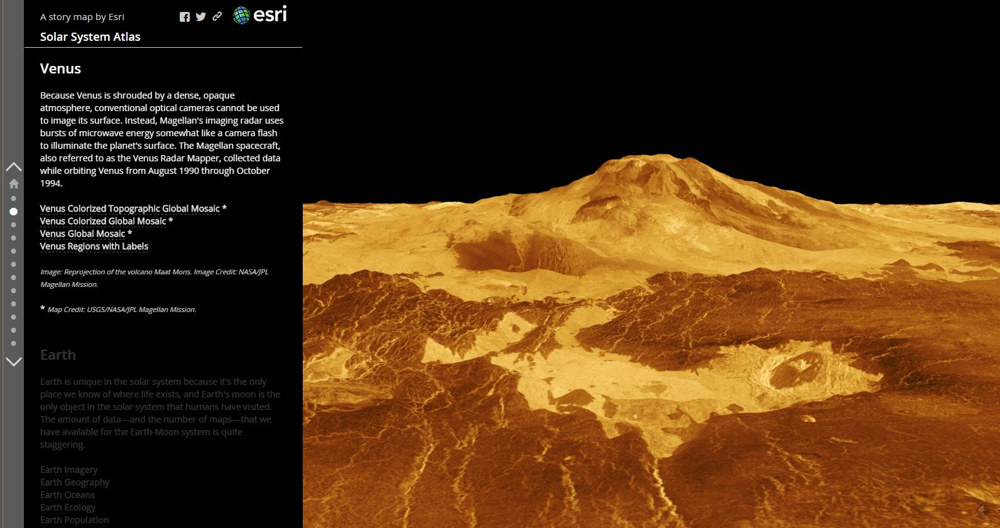 A story map by Esri
esri
Solar System Atlas
Venus
Because Venus is shrouded by a dense, opaque
atmosphere, conventional optical cameras cannot be used
to image its surface. Instead, Magellan's imaging radar uses
bursts of microwave energy somewhat like a camera flash
to illuminate the planet's surface. The Magellan spacecraft,
also referred to as the Venus Radar Mapper, collected data
while orbiting Venus from August 1990 through October
1994.
Venus Colorized Topographic Global Mosaic *
Venus Colorized Global Mosaic *
Venus Global Mosaic *
Venus Regions with Labels
Image: Reprojection of the volcano Maat Mons. Image Credit: NASA/JPL
Magellan Mission.
* Map Credit: USGS/NASA/JPL Magellan Mission.
Earth
Earth is unique in the solar system because it's the only
place we know of where life exists, and Earth's moon is the
only object in the solar system that humans have visited.
The amount of data—and the number of maps—that we
have available for the Earth-Moon system is quite
staggering.
Earth Imagery
Earth Geography
Earth Oceans
Earth Ecology
Earth Population